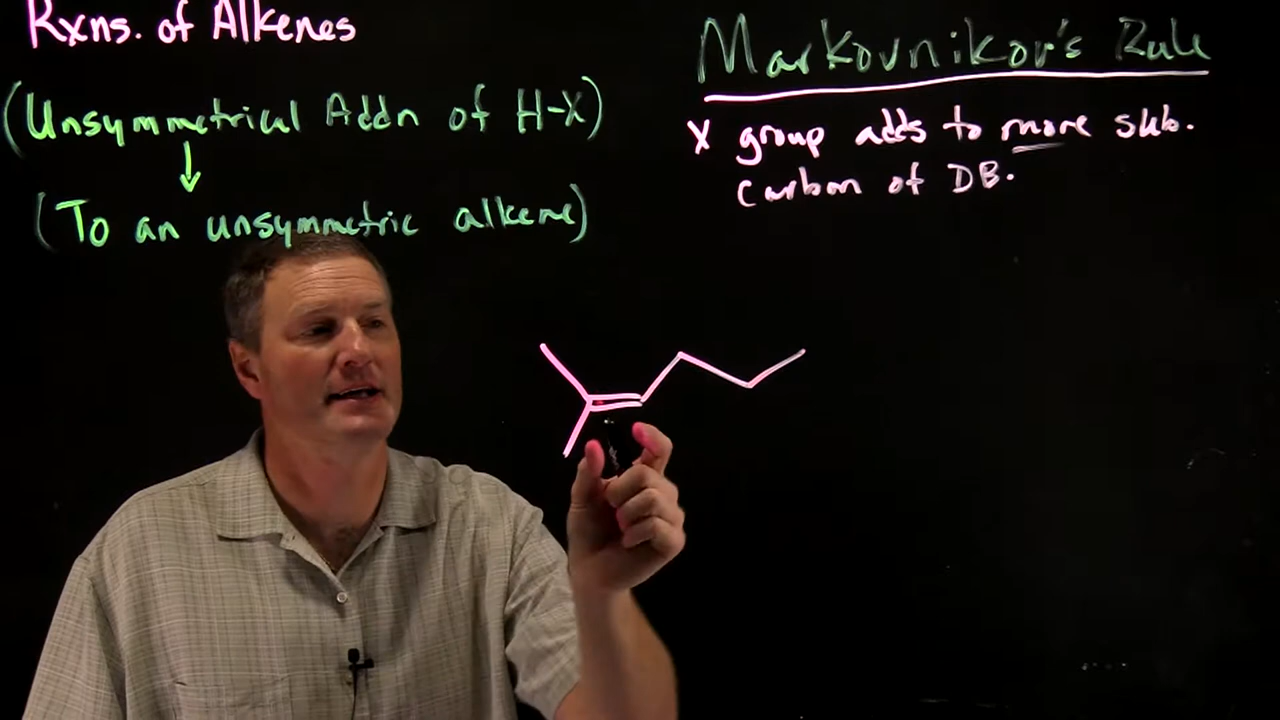 Rxns. of Alkenes
(Unsymmetrical Addn of H-X)
(To an unsymmetric alkene)
Markovnikov's Rule
X group adds to more sub.
carbon of DB.